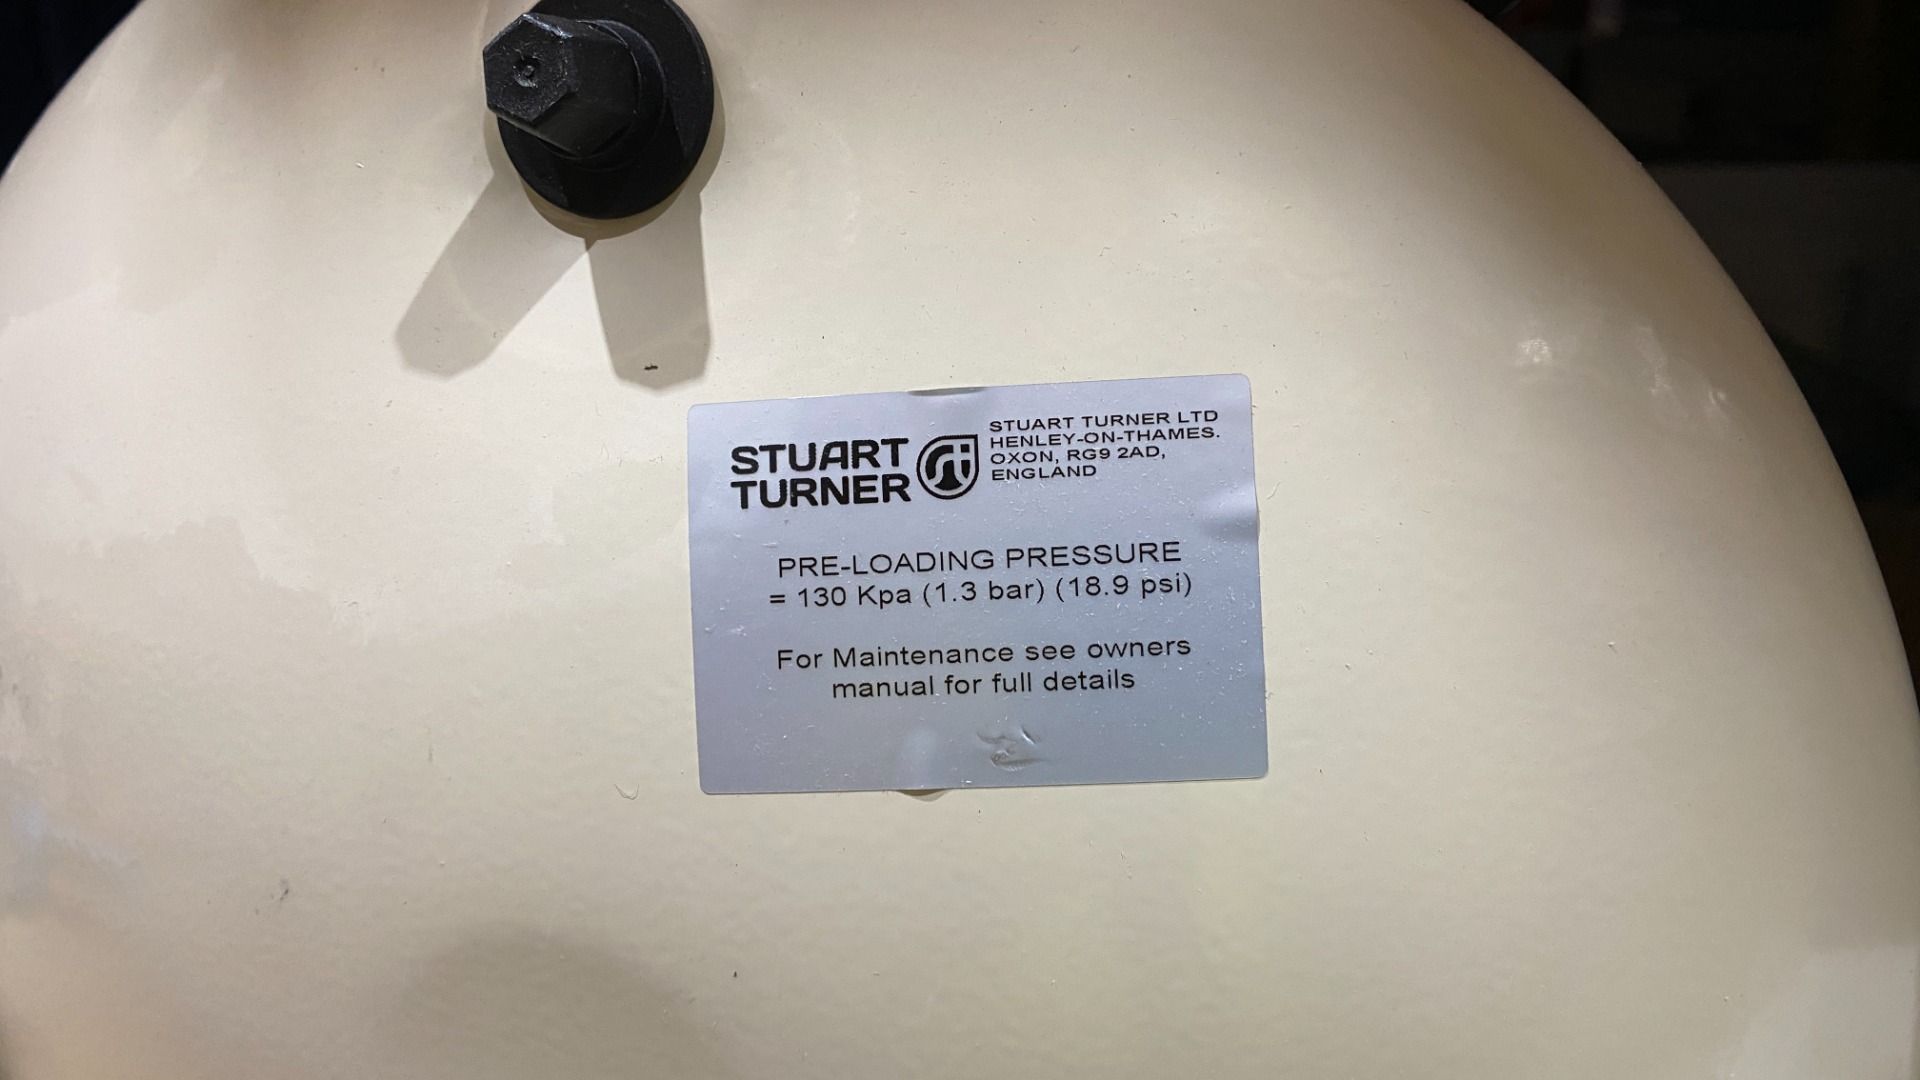 STUART
TURNER
STUART TURNER LTD
HENLEY-ON-THAMES.
OXON, RG9 2AD,
ENGLAND
PRE-LOADING PRESSURE
= 130 Kpa (1.3 bar) (18.9 psi)
For Maintenance see owners
manual for full details